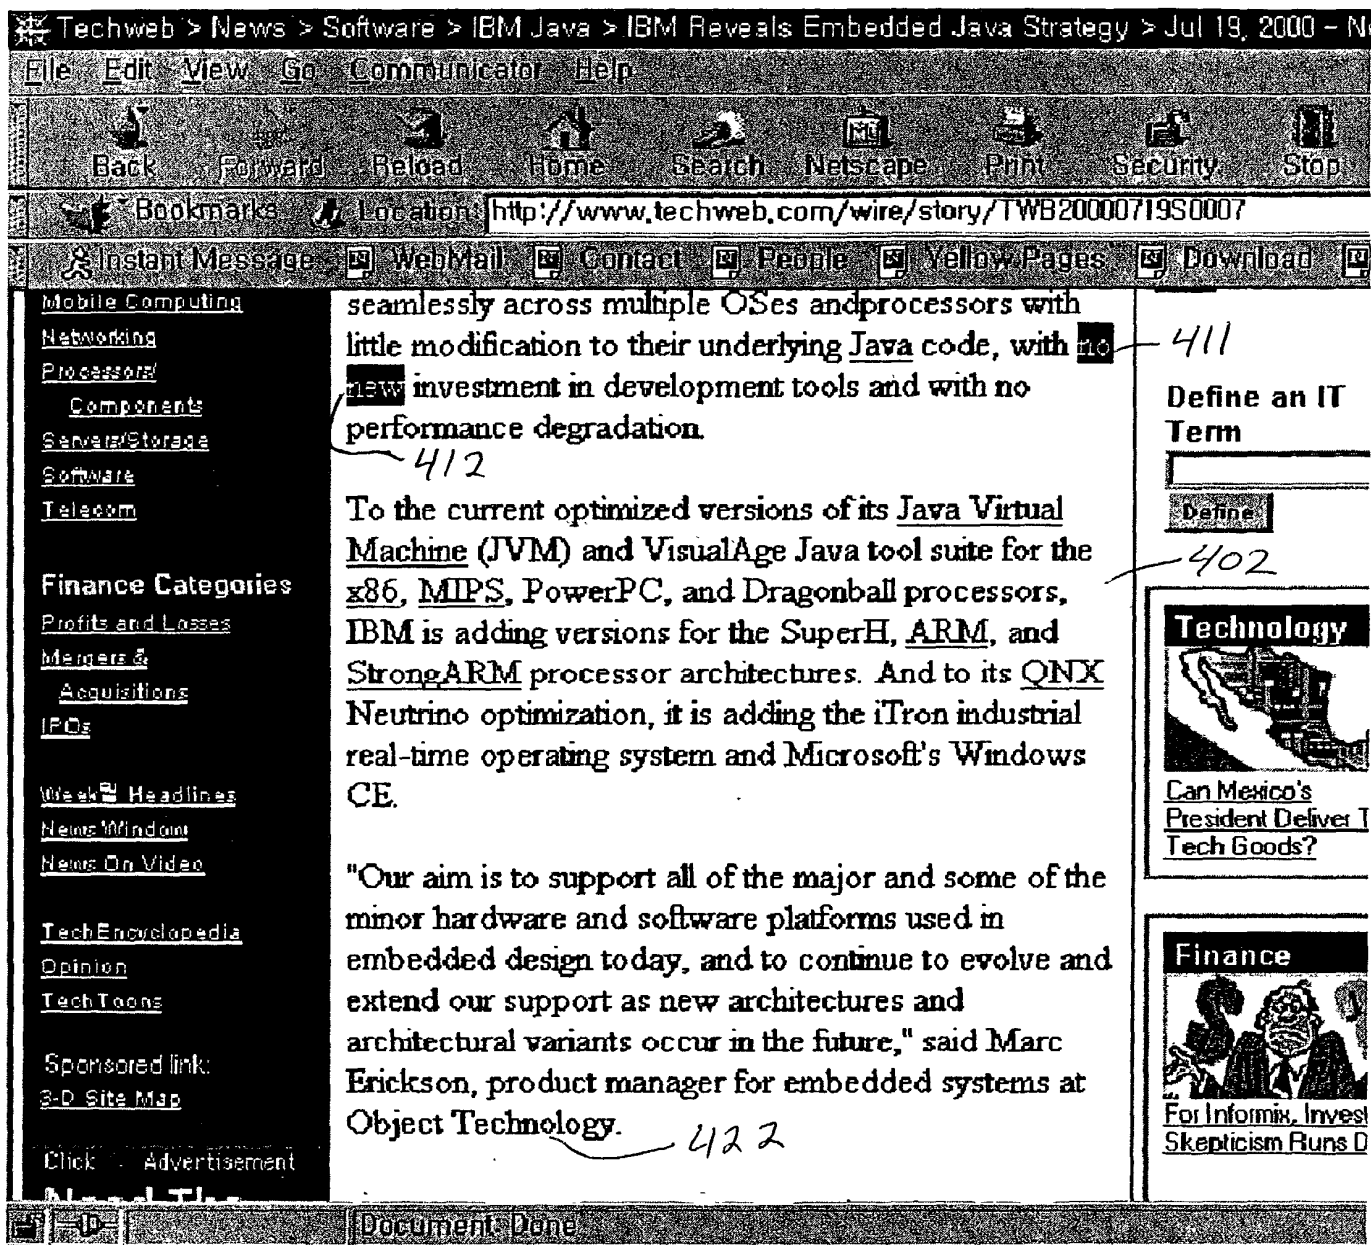 Techweb > News > Software > IBM Java > IBM Reveals Embedded Java Strategy > Jul 19, 2000 – N
File Edit View Go Communicator Help
Back Forward Reload Home Search Netscape Print Security Stop
Bookmarks Location: http://www.techweb.com/wire/story/TWB20000719S0007
Instant Message WebMail Contact People Yellow Pages Download
Mobile Computing
Networking
Processors/
Components
Servers/Storage
Software
Telecom
Finance Categories
Profits and Losses
Mergers &
Acquisitions
IPOs
Headlines
News Window
News On Video
TechEncyclopedia
Opinion
TechToons
Sponsored link:
3-D Site Map
Click Advertisement
seamlessly across multiple OSes andprocessors with
little modification to their underlying Java code, with no
411
new investment in development tools and with no
performance degradation.
412
To the current optimized versions of its Java Virtual
Machine (JVM) and VisualAge Java tool suite for the
402
x86, MIPS, PowerPC, and Dragonball processors,
IBM is adding versions for the SuperH, ARM, and
StrongARM processor architectures. And to its QNX
Neutrino optimization, it is adding the iTron industrial
real-time operating system and Microsoft's Windows
CE.
"Our aim is to support all of the major and some of the
minor hardware and software platforms used in
embedded design today, and to continue to evolve and
extend our support as new architectures and
architectural variants occur in the future," said Marc
Erickson, product manager for embedded systems at
Object Technology.
422
Define an IT
Term
Define
Technology
Can Mexico's
President Deliver T
Tech Goods?
Finance
For Informix, Invest
Skepticism Runs D
Document: Done